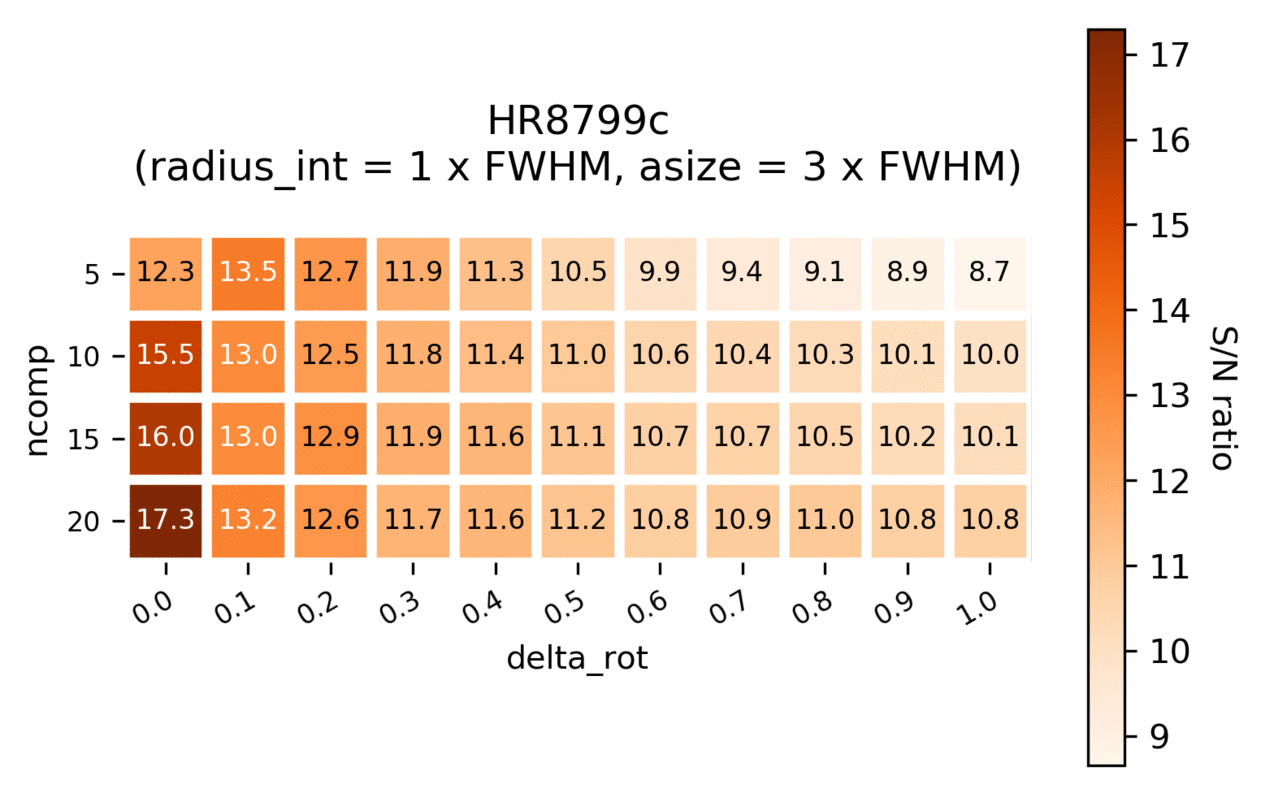 HR8799c
(radius_int = 1 x FWHM, asize = 3 x FWHM)
5 12.3 13.5 12.7 11.9 11.3 10.5 9.9 9.4 9.1 8.9 8.7
10 15.5 13.0 12.5 11.8 11.4 11.0 10.6 10.4 10.3 10.1 10.0
15 16.0 13.0 12.9 11.9 11.6 11.1 10.7 10.7 10.5 10.2 10.1
20 17.3 13.2 12.6 11.7 11.6 11.2 10.8 10.9 11.0 10.8 10.8
ncomp
0.0 0.1 0.2 0.3 0.4 0.5 0.6 0.7 0.8 0.9 1.0
delta_rot
17
16
15
14
13
12
11
10
9
S/N ratio